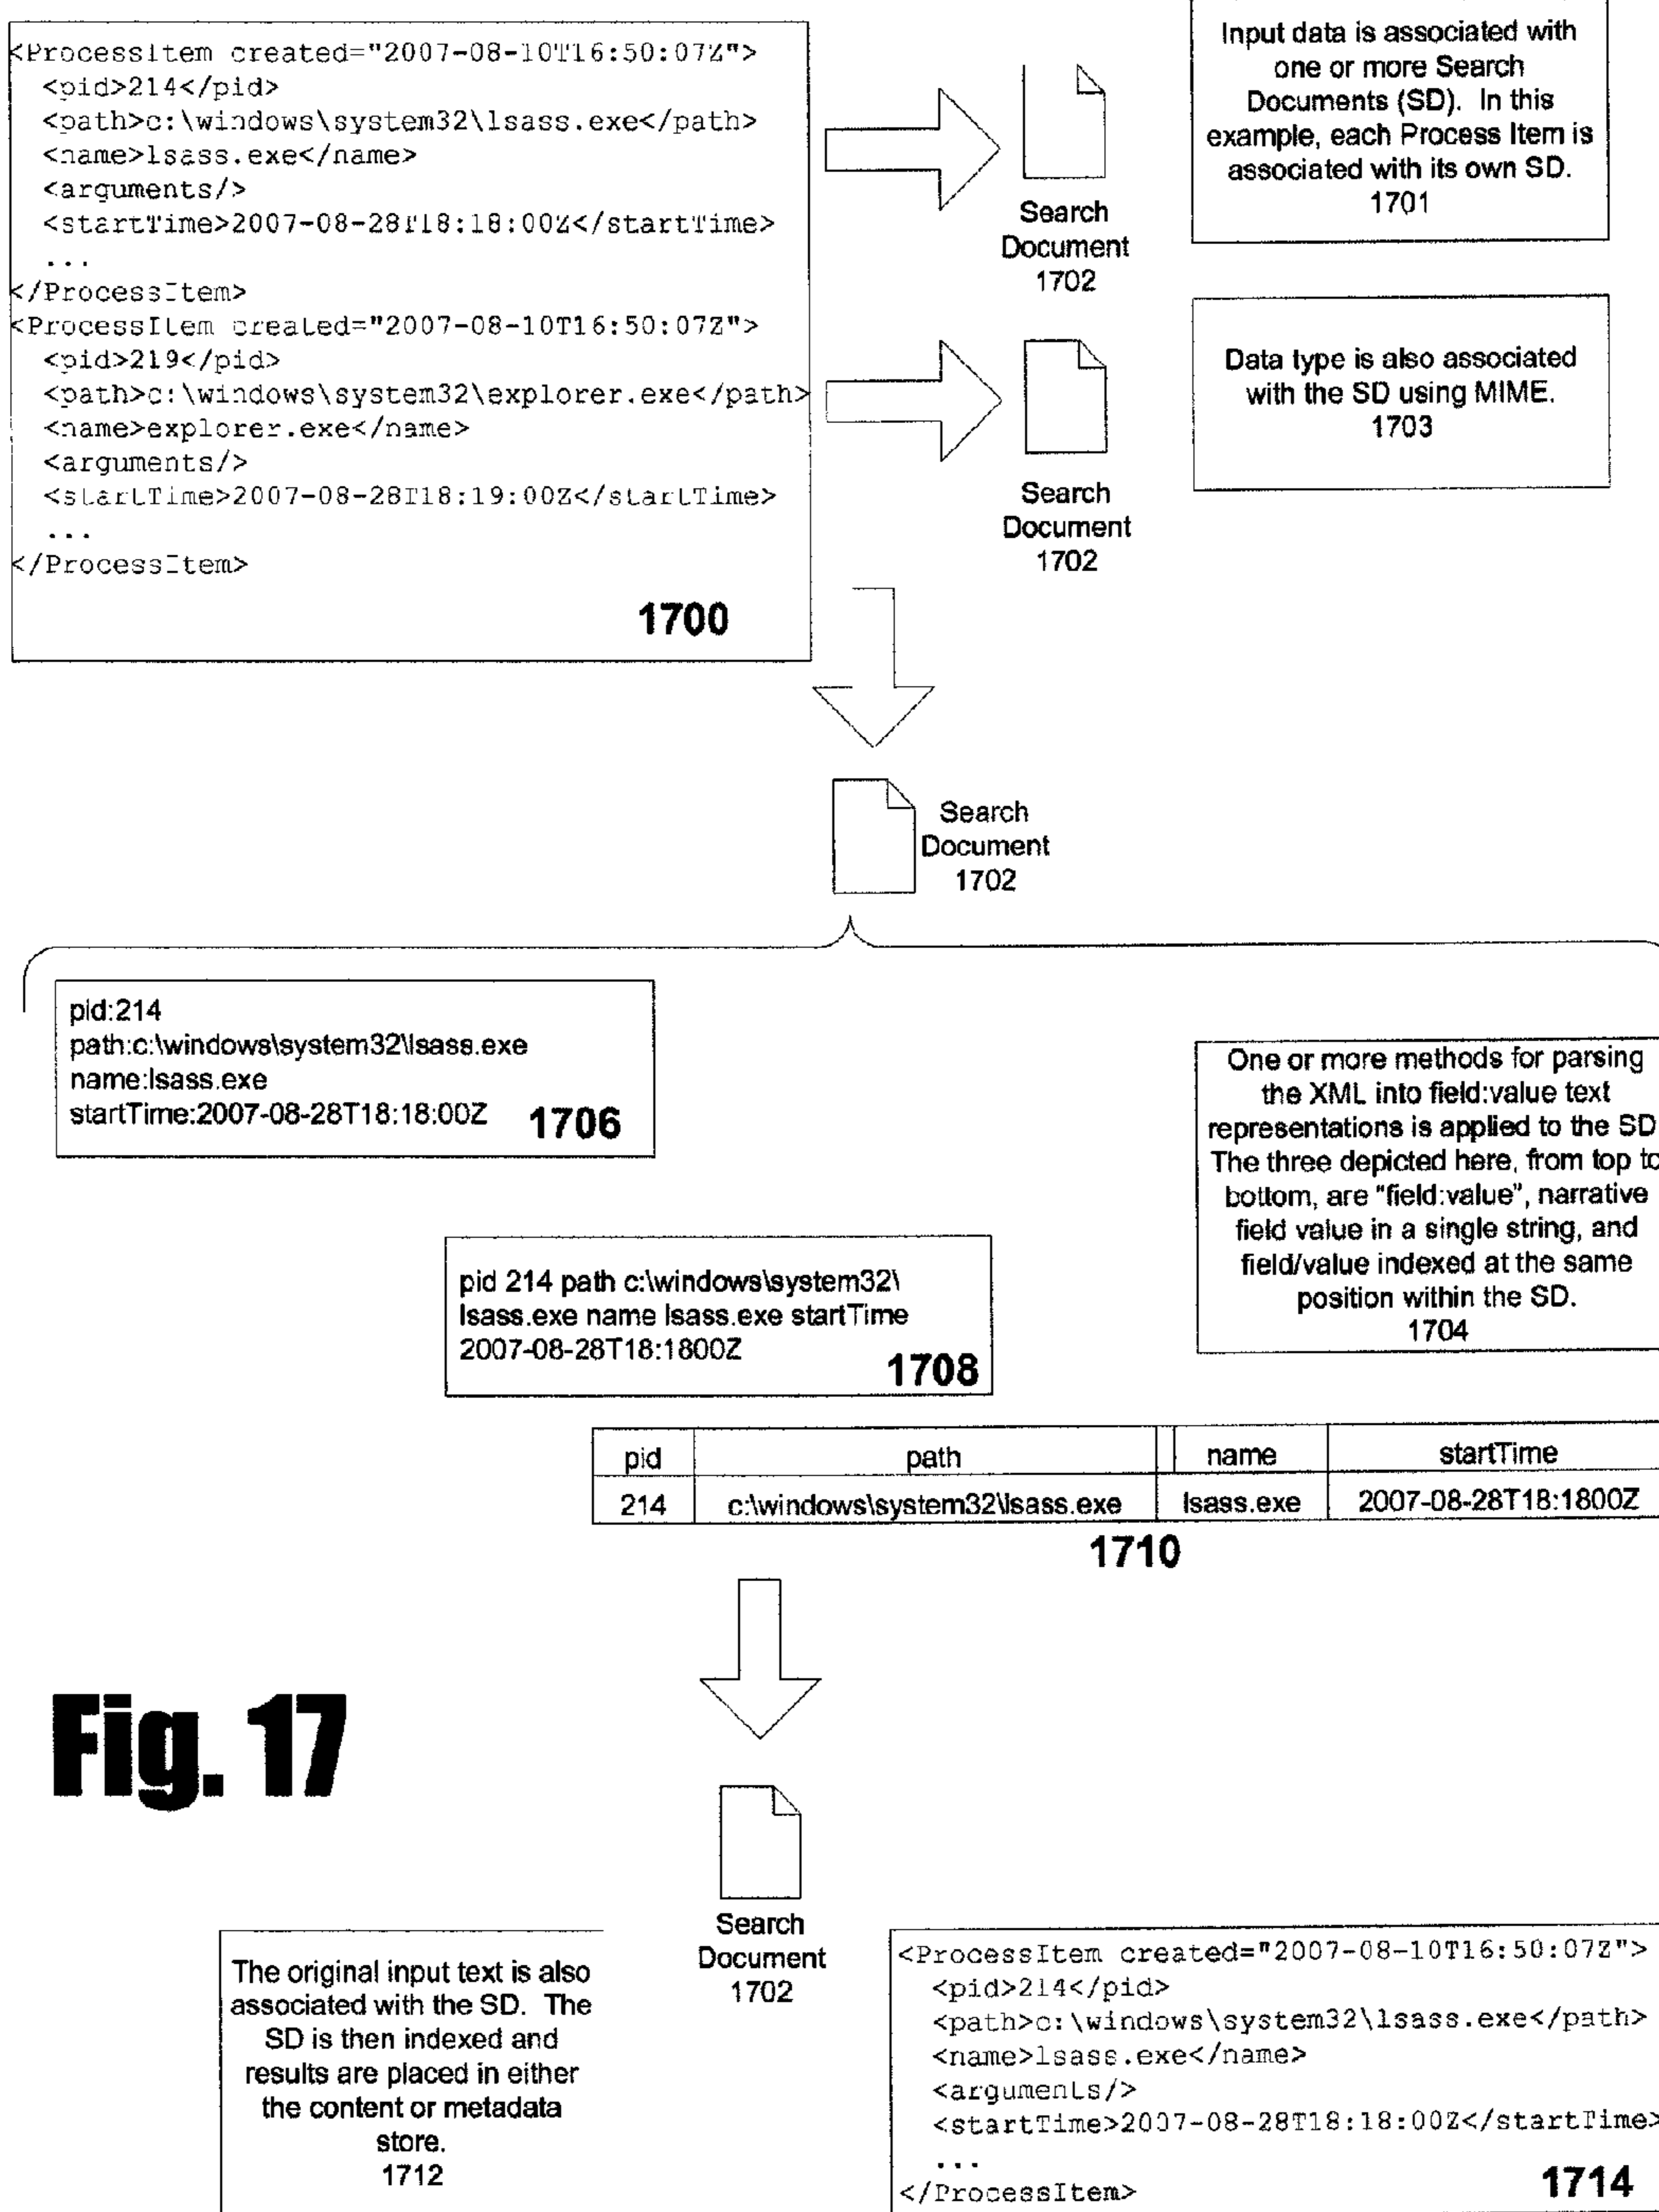 <ProcessItem created="2007-08-10T16:50:07Z">
<pid>214</pid>
<path>c:\windows\system32\lsass.exe</path>
<name>lsass.exe</name>
<arguments/>
<startTime>2007-08-28T18:18:00Z</startTime>
...
</ProcessItem>
<ProcessItem created="2007-08-10T16:50:07Z">
<pid>219</pid>
<path>c:\windows\system32\explorer.exe</path>
<name>explorer.exe</name>
<arguments/>
<startTime>2007-08-28T18:19:00Z</startTime>
...
</ProcessItem>
1700
Search
Document
1702
Search
Document
1702
Input data is associated with
one or more Search
Documents (SD). In this
example, each Process Item is
associated with its own SD.
1701
Data type is also associated
with the SD using MIME.
1703
Search
Document
1702
pid:214
path:c:\windows\system32\lsass.exe
name:lsass.exe
startTime:2007-08-28T18:18:00Z
1706
One or more methods for parsing
the XML into field:value text
representations is applied to the SD
The three depicted here, from top to
bottom, are "field:value", narrative
field value in a single string, and
field/value indexed at the same
position within the SD.
1704
pid 214 path c:\windows\system32\
lsass.exe name lsass.exe startTime
2007-08-28T18:1800Z
1708
pid path name startTime
214 c:\windows\system32\lsass.exe lsass.exe 2007-08-28T18:1800Z
1710
Fig. 17
Search
Document
1702
The original input text is also
associated with the SD. The
SD is then indexed and
results are placed in either
the content or metadata
store.
1712
<ProcessItem created="2007-08-10T16:50:07Z">
<pid>214</pid>
<path>c:\windows\system32\lsass.exe</path>
<name>lsass.exe</name>
<arguments/>
<startTime>2007-08-28T18:18:00Z</startTime>
...
</ProcessItem>
1714